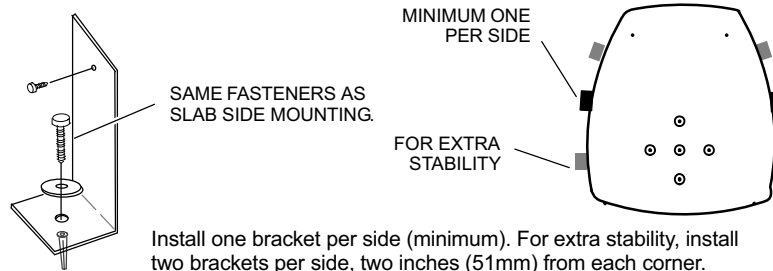 MINIMUM ONE
PER SIDE
SAME FASTENERS AS
SLAB SIDE MOUNTING.
FOR EXTRA
STABILITY
Install one bracket per side (minimum). For extra stability, install
two brackets per side, two inches (51mm) from each corner.